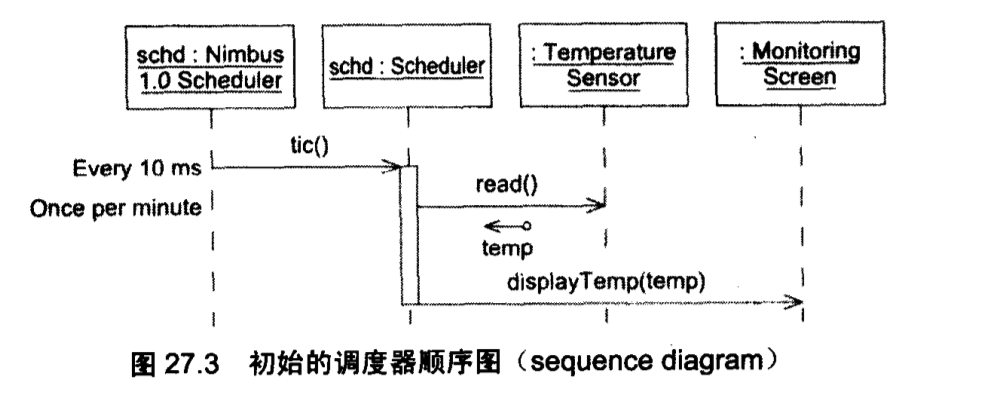 schd : Nimbus
1.0 Scheduler
schd : Scheduler
: Temperature
Sensor
: Monitoring
Screen
tic()
Every 10 ms
read()
Once per minute
temp
displayTemp(temp)
图 27.3 初始的调度器顺序图（sequence diagram）